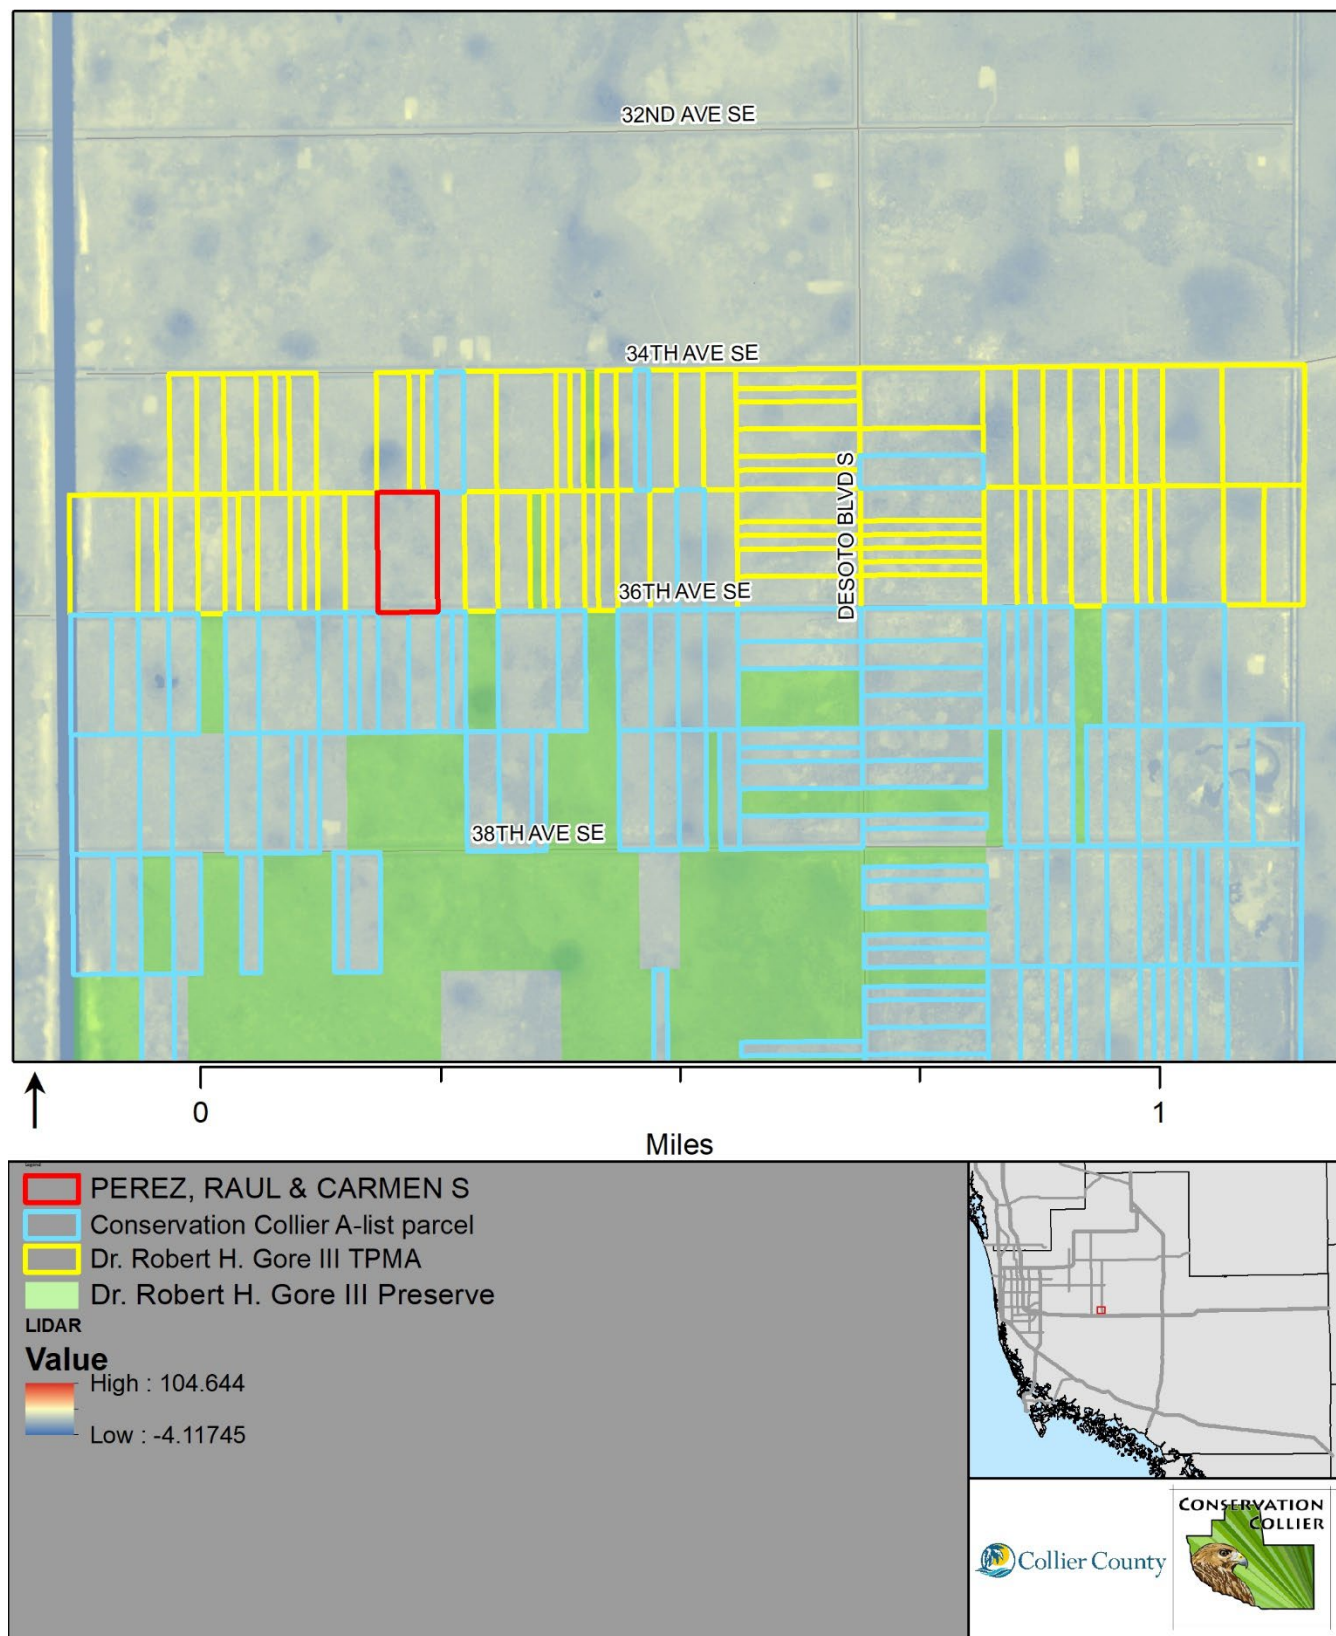 32ND AVE SE
34TH AVE SE
DESOTO BLVD S
36TH AVE SE
38TH AVE SE
0
1
Miles
PEREZ, RAUL & CARMEN S
Conservation Collier A-list parcel
Dr. Robert H. Gore III TPMA
Dr. Robert H. Gore III Preserve
LIDAR
Value
High : 104.644
Low : -4.11745
CONSERVATION
COLLIER
Collier County